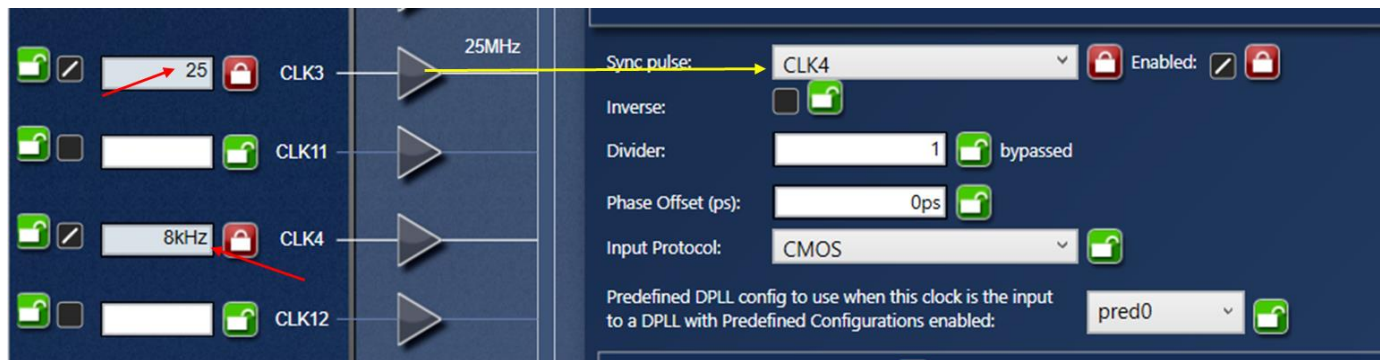 25
CLK3
25MHz
CLK11
8kHz
CLK4
CLK12
Sync pulse:
CLK4
Enabled:
Inverse:
Divider:
1
bypassed
Phase Offset (ps):
0ps
Input Protocol:
CMOS
Predefined DPLL config to use when this clock is the input
to a DPLL with Predefined Configurations enabled:
pred0